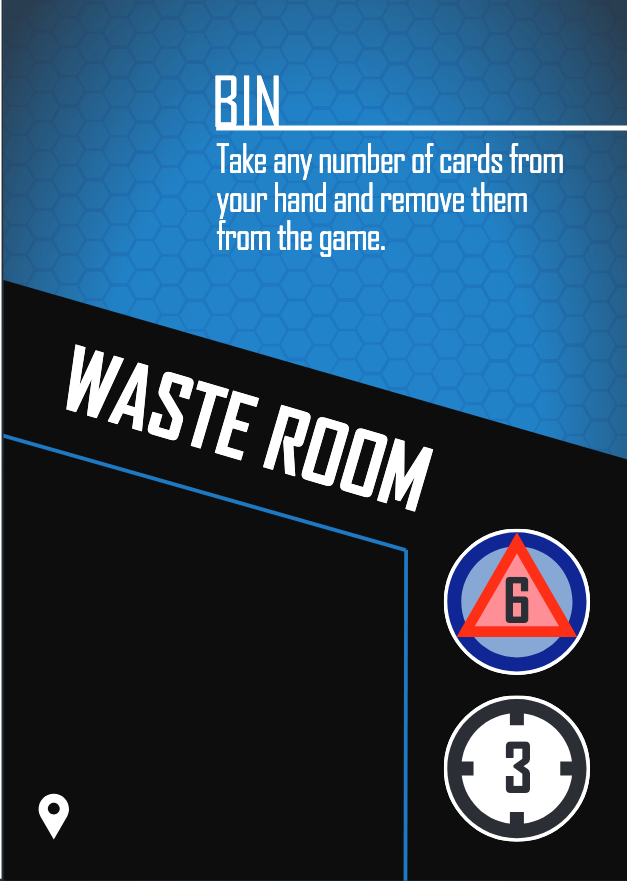 BIN
Take any number of cards from
your hand and remove them
from the game.
WASTE ROOM
6
3